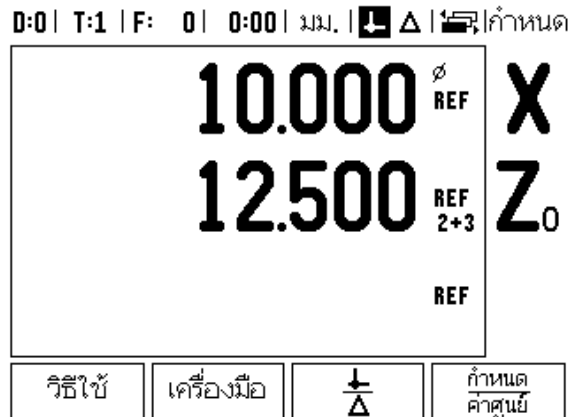 D:0 | T:1 | F: 0 | 0:00 | มม. | Δ | กำหนด
10.000 ø REF X
12.500 REF 2+3 Z0
REF
วิธีใช้ เครื่องมือ Δ กำหนด
ค่าศูนย์